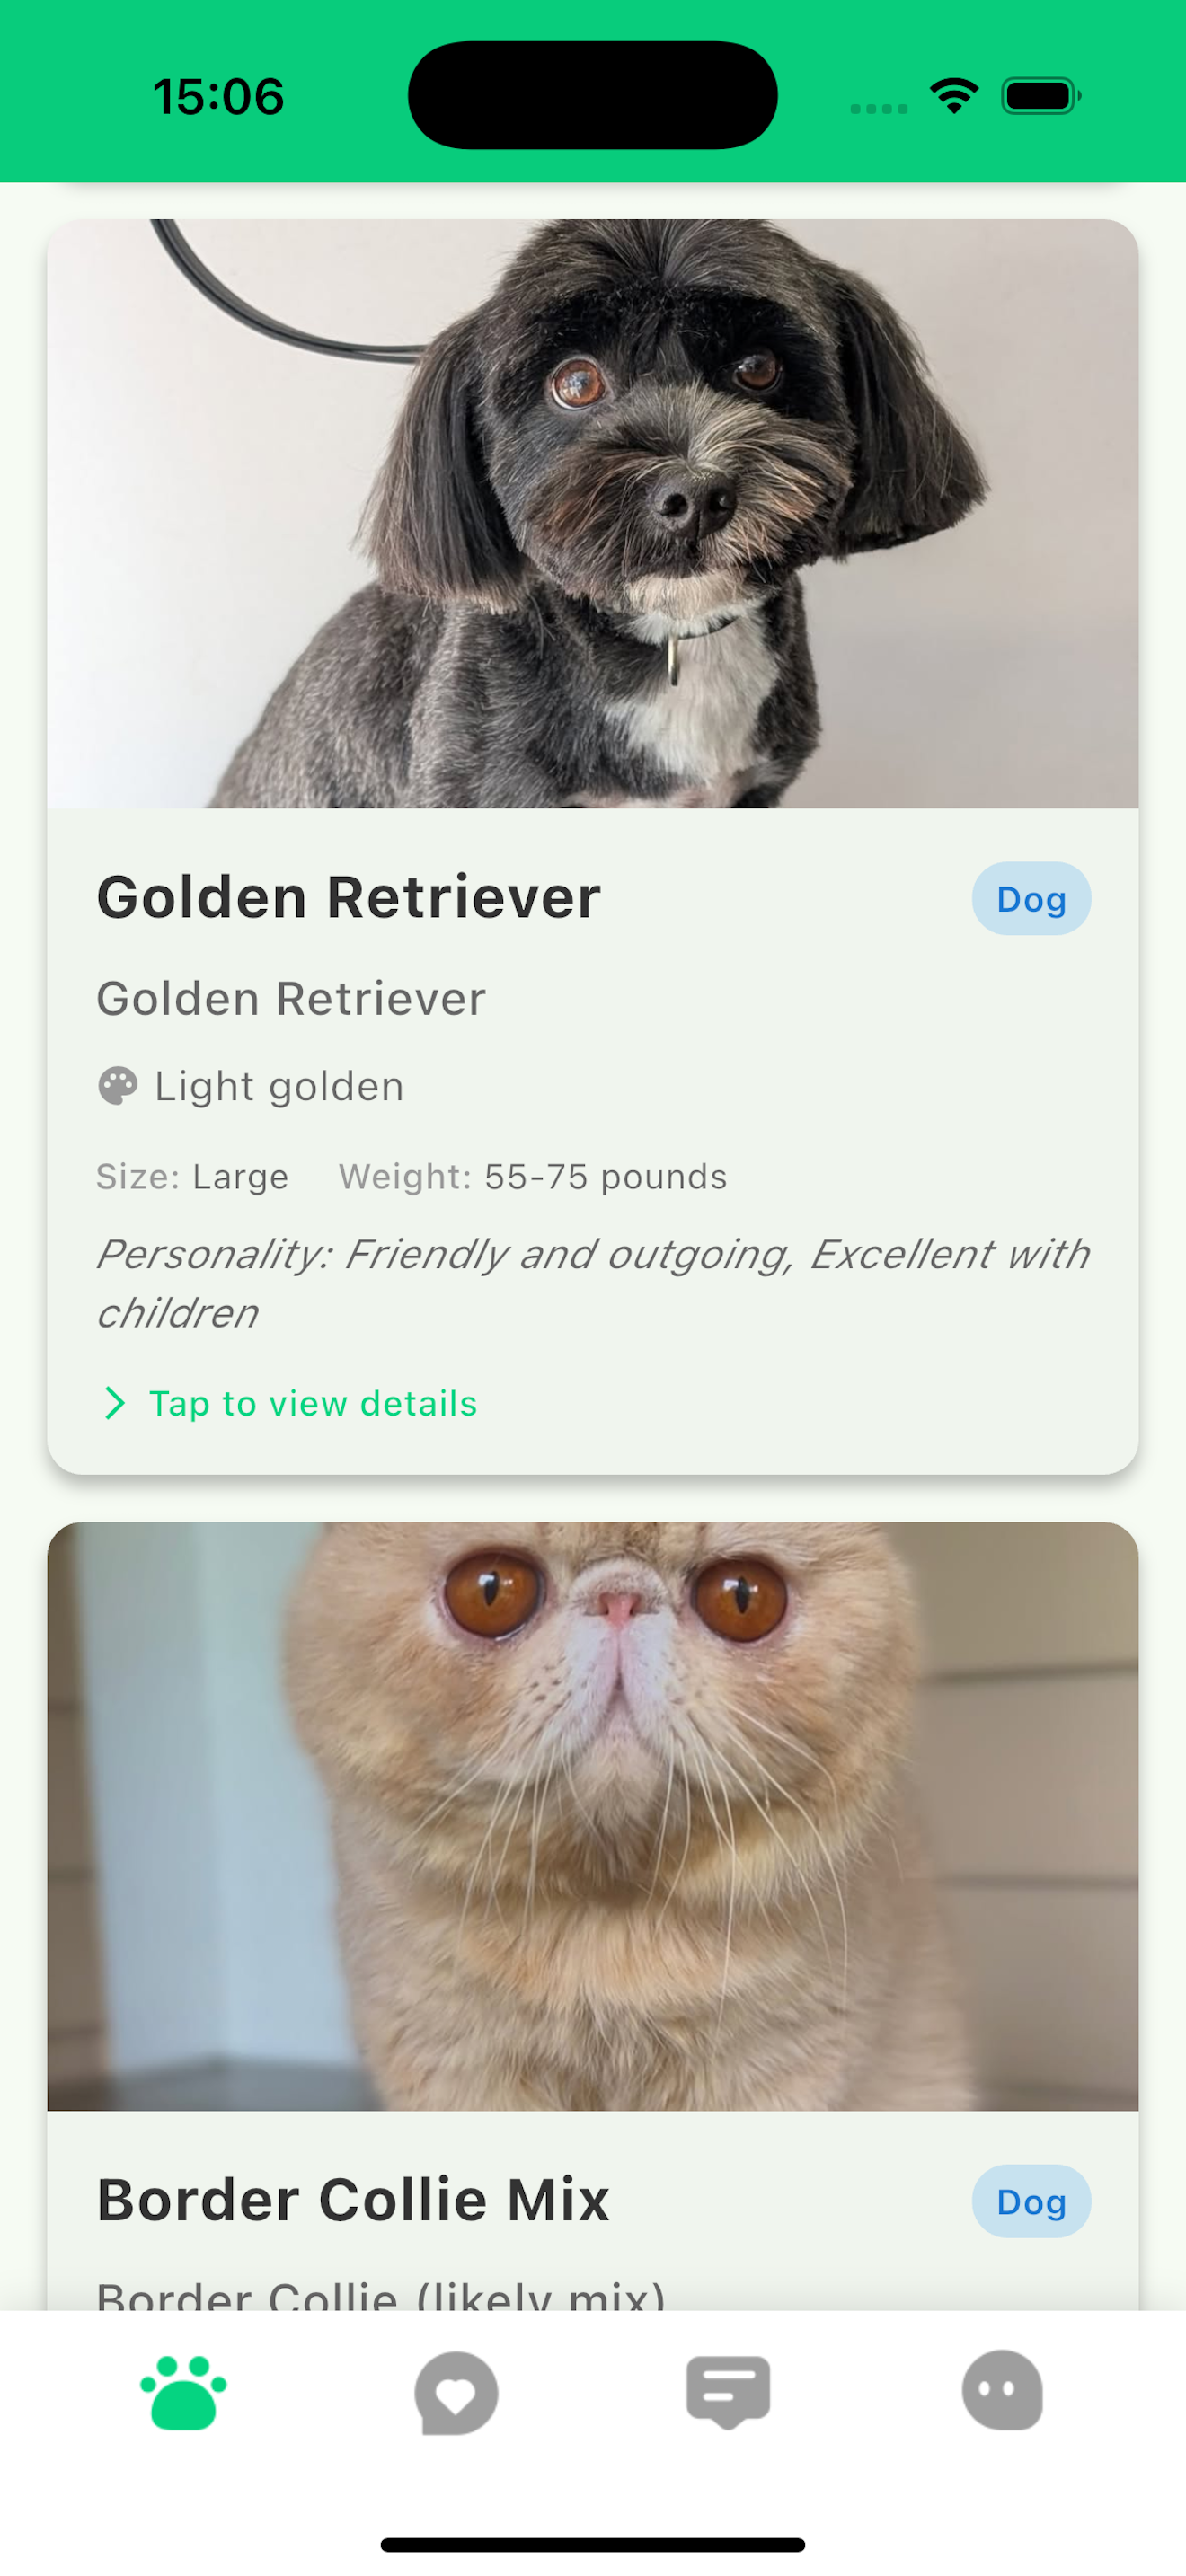 15:06
Golden Retriever
Dog
Golden Retriever
Light golden
Size: Large Weight: 55-75 pounds
Personality: Friendly and outgoing, Excellent with
children
Tap to view details
Border Collie Mix
Dog
Border Collie (likely mix)